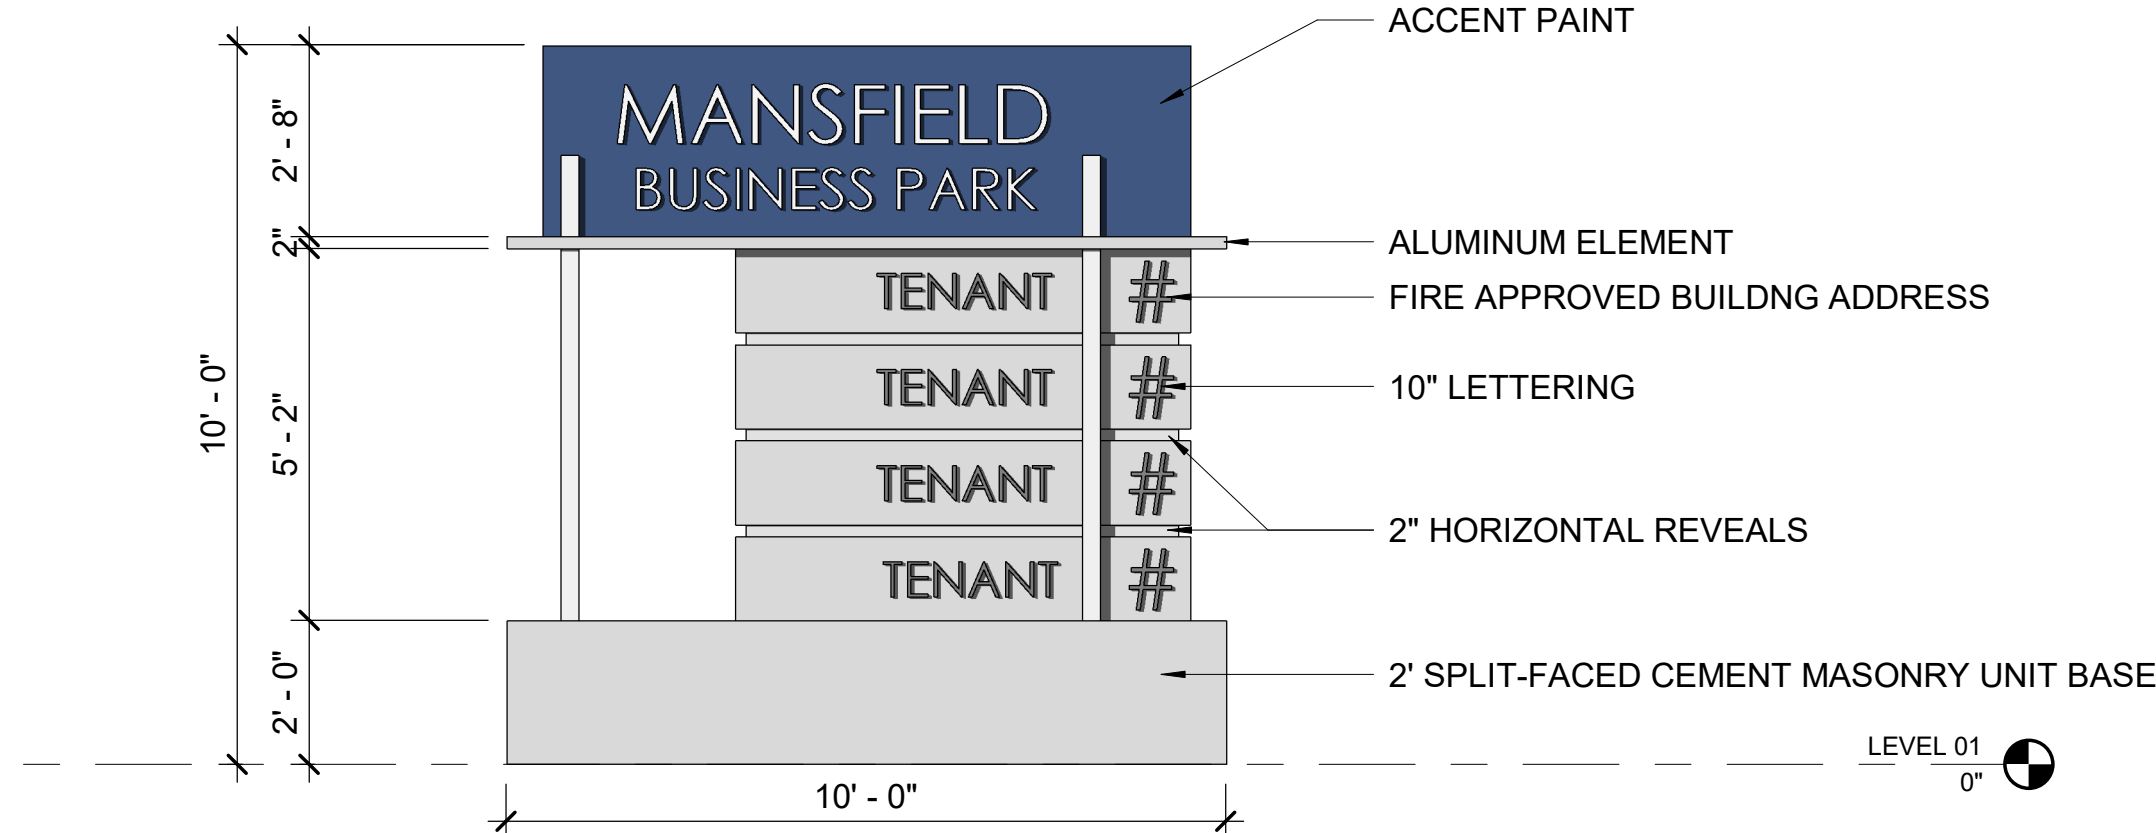 ACCENT PAINT
MANSFIELD
BUSINESS PARK
2' - 8"
2"
ALUMINUM ELEMENT
TENANT #
FIRE APPROVED BUILDNG ADDRESS
10' - 0"
5' - 2"
TENANT #
10" LETTERING
TENANT #
2" HORIZONTAL REVEALS
TENANT #
2' - 0"
2' SPLIT-FACED CEMENT MASONRY UNIT BASE
LEVEL 01
0"
10' - 0"